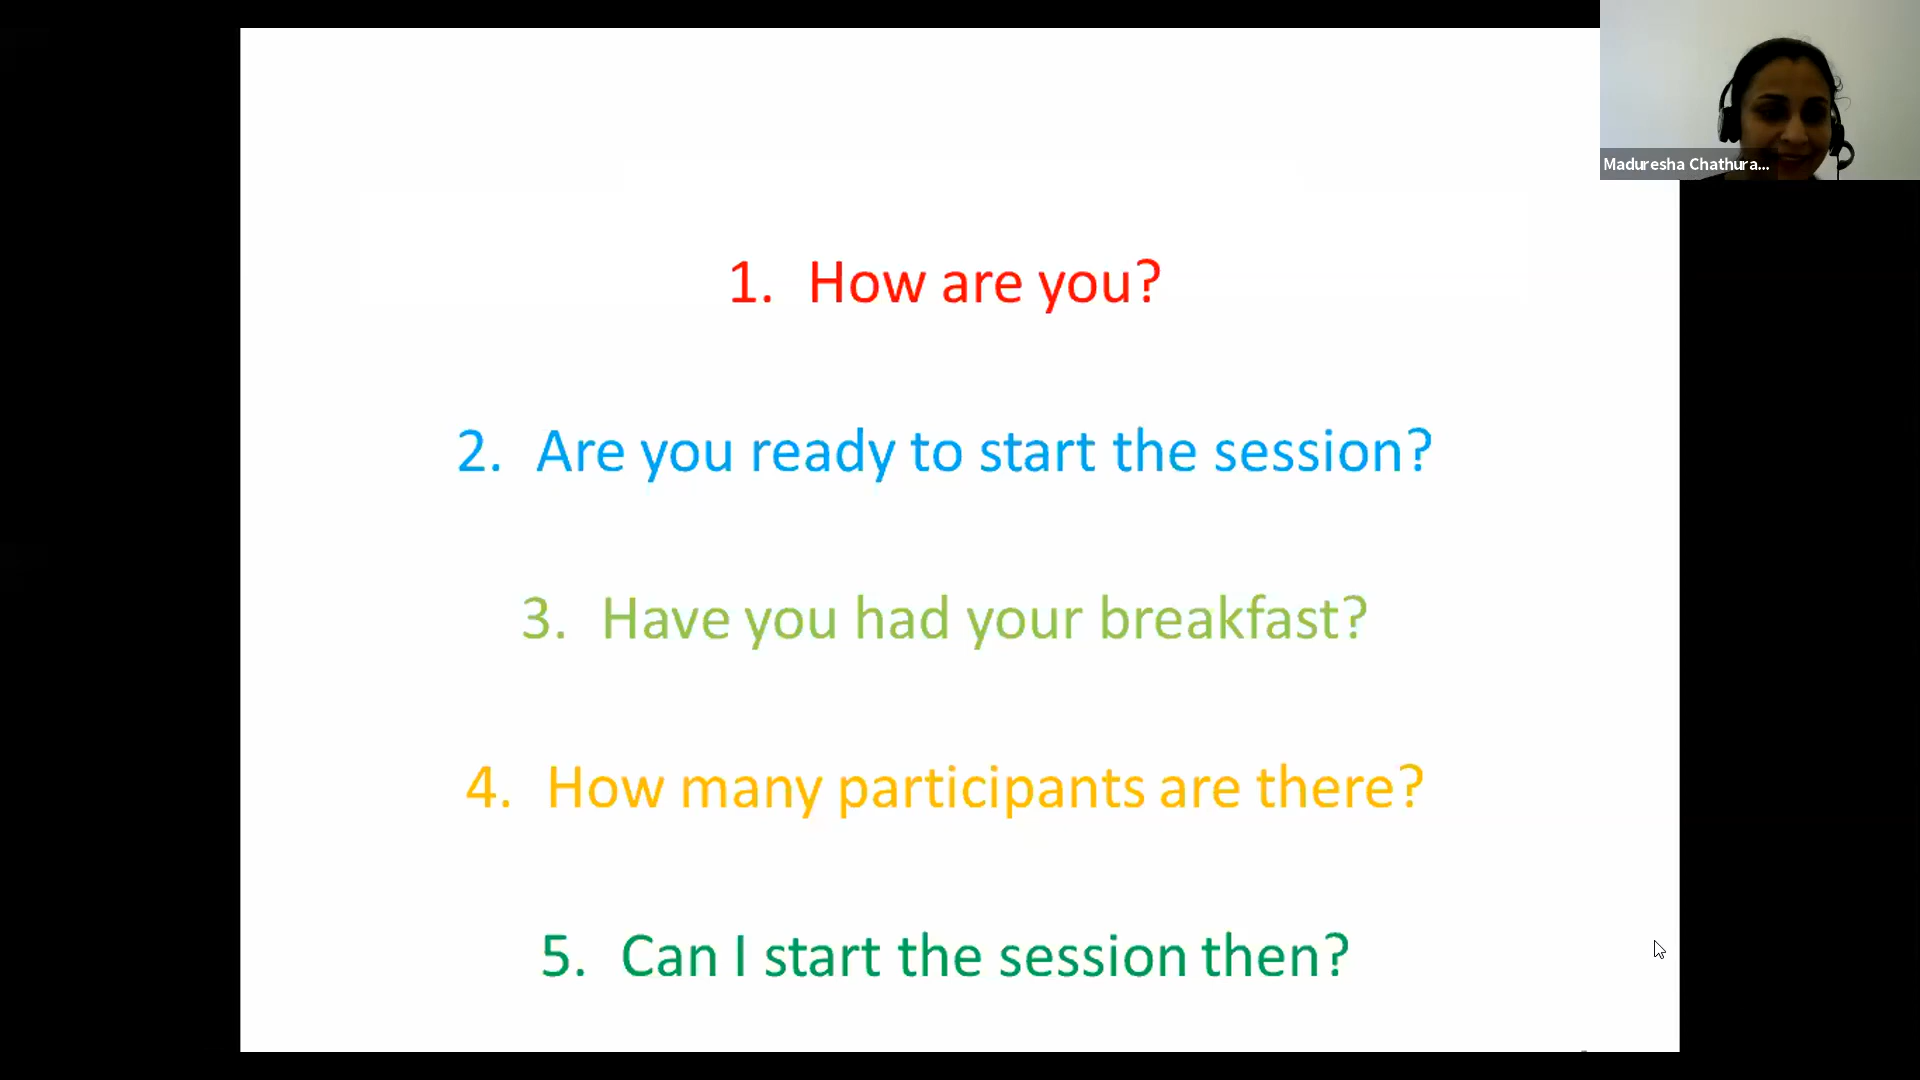 Maduresha Chathura...
1. How are you?
2. Are you ready to start the session?
3. Have you had your breakfast?
4. How many participants are there?
5. Can I start the session then?